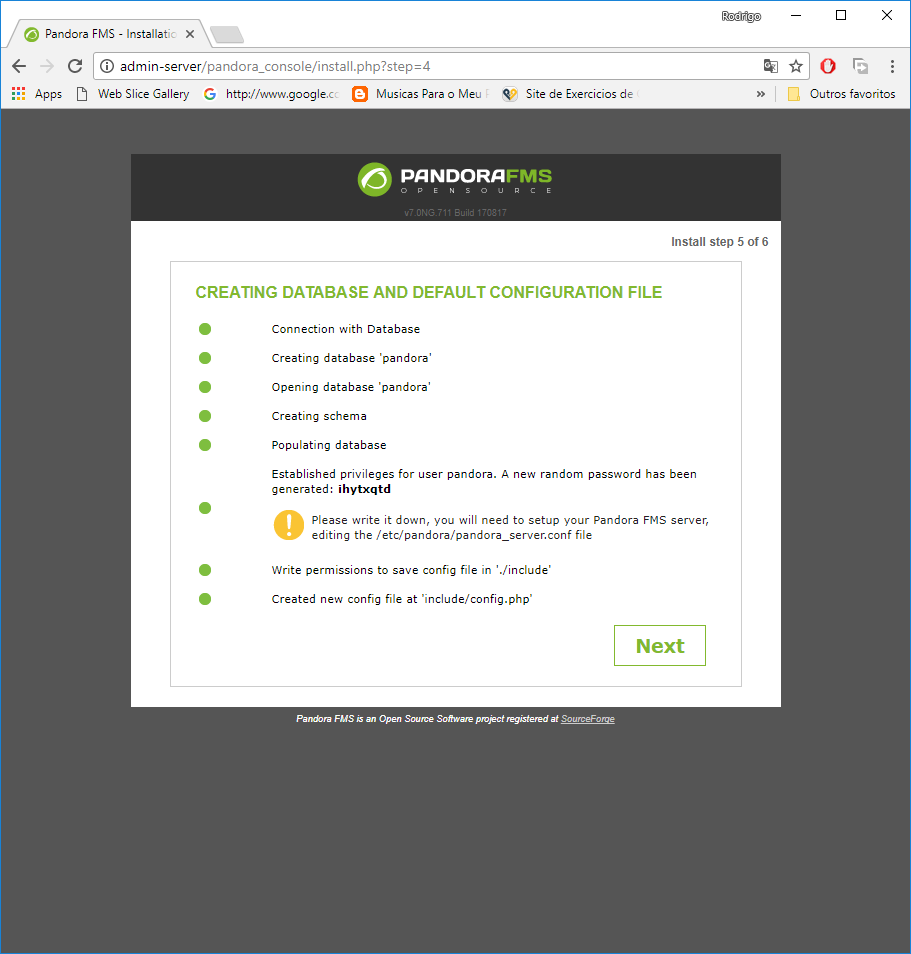 Rodrigo
Pandora FMS - Installatio
admin-server/pandora_console/install.php?step=4
Apps
Web Slice Gallery
http://www.google.co
Musicas Para o Meu
Site de Exercicios de
»
Outros favoritos
PANDORAFMS
OPENSOURCE
v7.0NG.711 Build 170817
Install step 5 of 6
CREATING DATABASE AND DEFAULT CONFIGURATION FILE
Connection with Database
Creating database 'pandora'
Opening database 'pandora'
Creating schema
Populating database
Established privileges for user pandora. A new random password has been
generated: ihytxqtd
Please write it down, you will need to setup your Pandora FMS server,
editing the /etc/pandora/pandora_server.conf file
Write permissions to save config file in './include'
Created new config file at 'include/config.php'
Next
Pandora FMS is an Open Source Software project registered at SourceForge